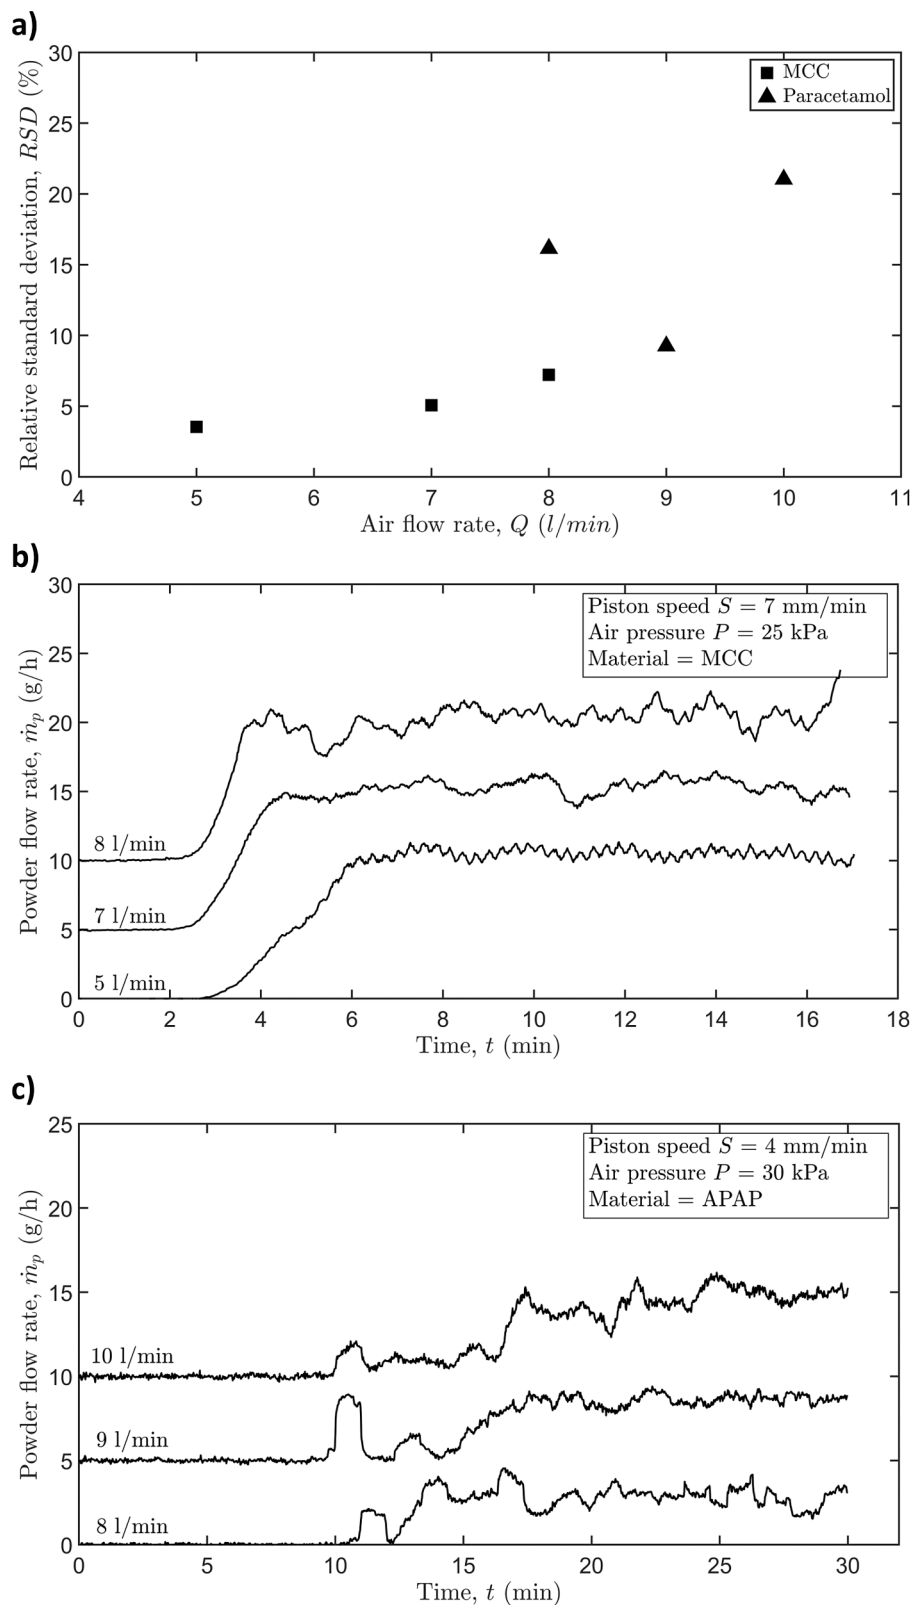 a)
30
25
20
15
10
5
0
Relative standard deviation, RSD (%)
MCC
Paracetamol
4 5 6 7 8 9 10 11
Air flow rate, Q (l/min)
b)
30
25
20
15
10
5
0
Powder flow rate, ṁp (g/h)
Piston speed S = 7 mm/min
Air pressure P = 25 kPa
Material = MCC
8 l/min
7 l/min
5 l/min
0 2 4 6 8 10 12 14 16 18
Time, t (min)
c)
25
20
15
10
5
0
Powder flow rate, ṁp (g/h)
Piston speed S = 4 mm/min
Air pressure P = 30 kPa
Material = APAP
10 l/min
9 l/min
8 l/min
0 5 10 15 20 25 30
Time, t (min)